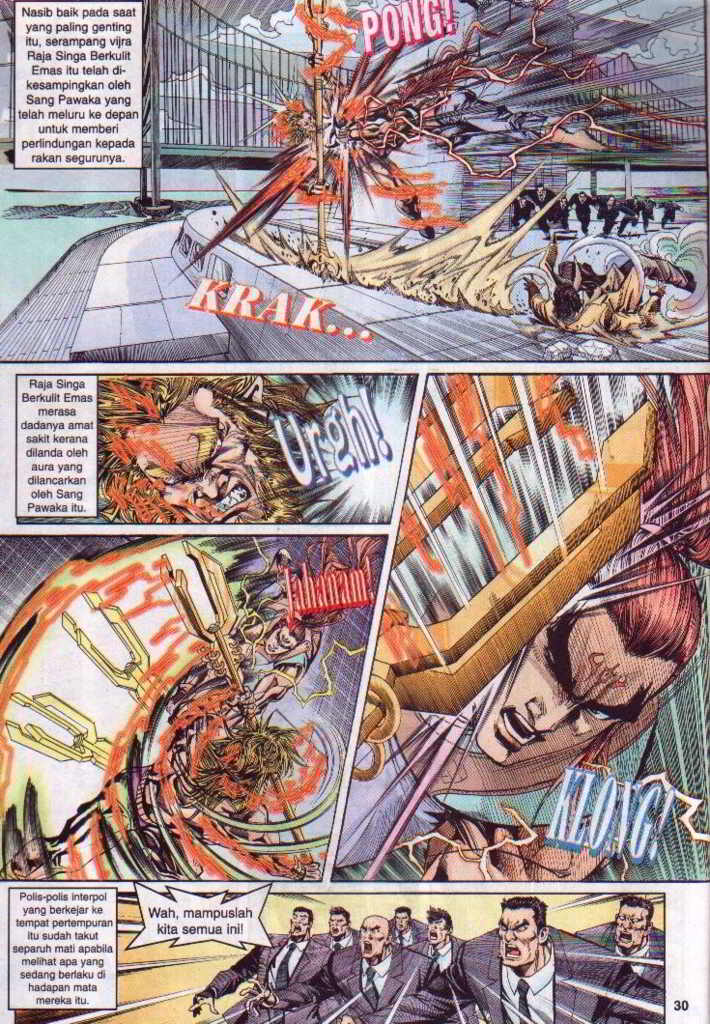 Nasib baik pada saat
yang paling genting
itu, serampang vijra
Raja Singa Berkulit
Emas itu telah di-
kesampingkan oleh
Sang Pawaka yang
telah meluru ke depan
untuk memberi
perlindungan kepada
rakan segurunya.
PONG!
KRAK...
Raja Singa
Berkulit Emas
merasa
dadanya amat
sakit kerana
dilanda oleh
aura yang
dilancarkan
oleh Sang
Pawaka itu.
Urgh!
Jahanam!
KLONG!
Polis-polis interpol
yang berkejar ke
tempat pertempuran
itu sudah takut
separuh mati apabila
melihat apa yang
sedang berlaku di
hadapan mata
mereka itu.
Wah, mampuslah
kita semua ini!
30